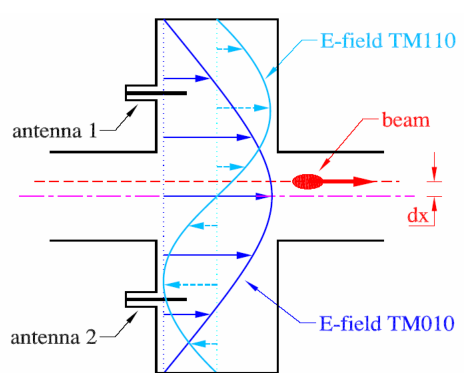 E-field TM110
antenna 1
beam
dx
antenna 2
E-field TM010